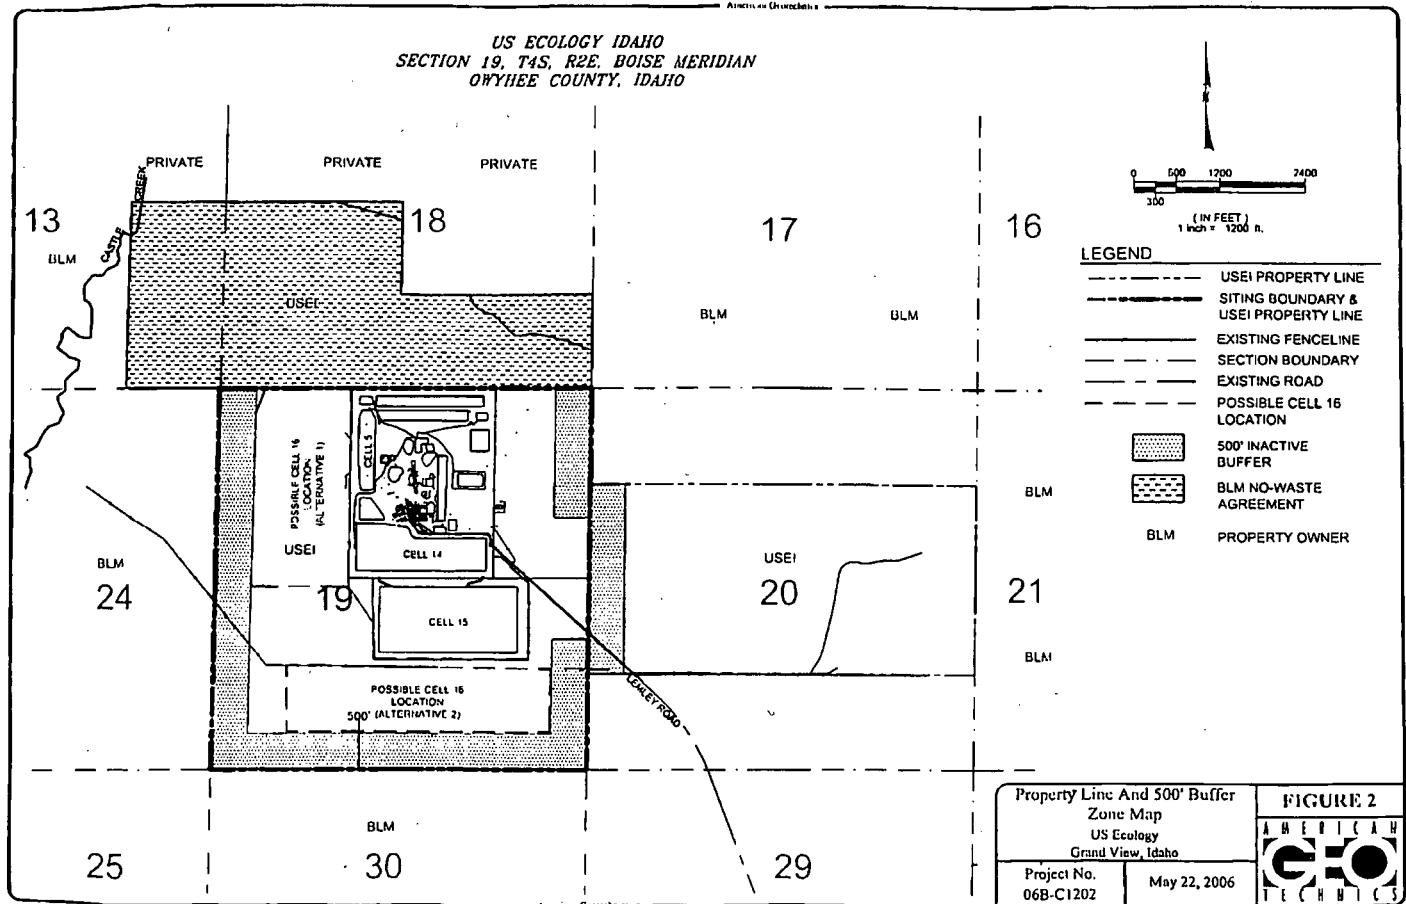 American Geotechnics
US ECOLOGY IDAHO
SECTION 19, T4S, R2E, BOISE MERIDIAN
OWYHEE COUNTY, IDAHO
N
PRIVATE
PRIVATE
PRIVATE
0 600 1200 2400
300
( IN FEET )
1 inch = 1200 ft.
13
18
17
16
CASTLE CREEK
BLM
USEI
BLM
BLM
LEGEND
USEI PROPERTY LINE
SITING BOUNDARY &
USEI PROPERTY LINE
EXISTING FENCELINE
SECTION BOUNDARY
EXISTING ROAD
POSSIBLE CELL 16
LOCATION
500' INACTIVE
BUFFER
BLM NO-WASTE
AGREEMENT
BLM PROPERTY OWNER
POSSIBLE CELL 16
LOCATION
(ALTERNATIVE 1)
CELL 5
USEI
CELL 14
BLM
BLM
24
19
USEI
20
21
CELL 15
BLM
POSSIBLE CELL 16
LOCATION
500' (ALTERNATIVE 2)
LEMLEY ROAD
BLM
25
30
29
Property Line And 500' Buffer
Zone Map
US Ecology
Grand View, Idaho
Project No.
06B-C1202
May 22, 2006
FIGURE 2
AMERICAN
GEO
TECHNICS